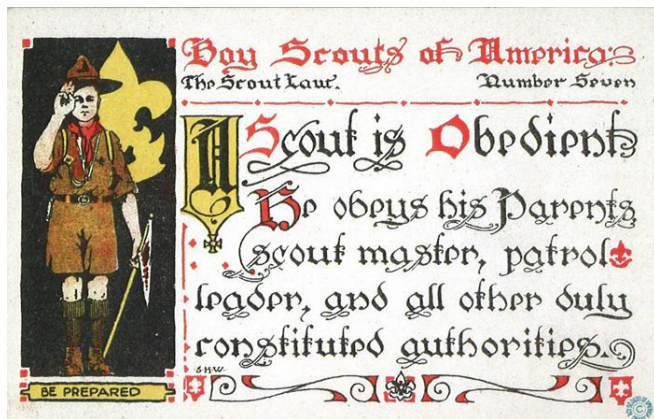 Boy Scouts of America
The Scout Law. Number Seven
A Scout is Obedient
He obeys his Parents,
scout master, patrol
leader, and all other duly
constituted authorities.
S.H.W.
BE PREPARED